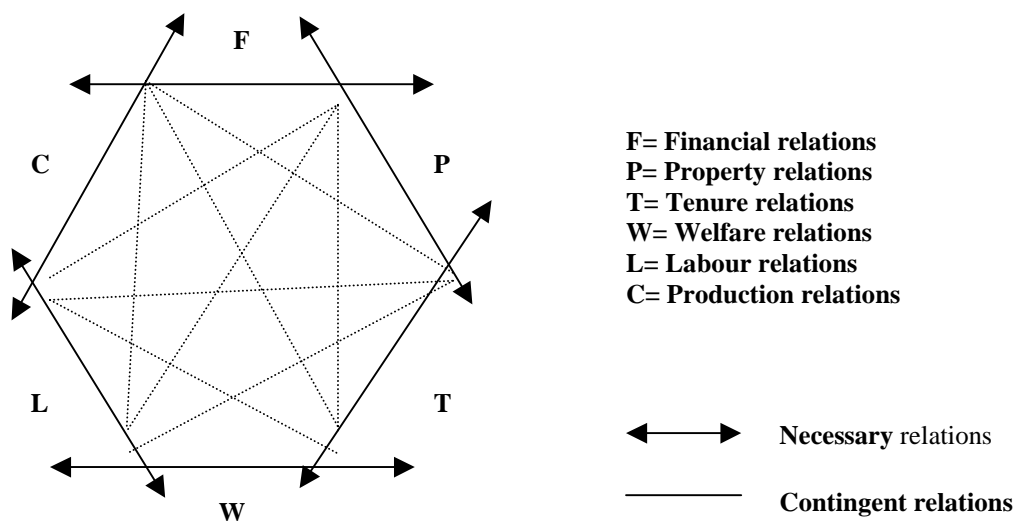 F
C
P
L
T
W
F= Financial relations
P= Property relations
T= Tenure relations
W= Welfare relations
L= Labour relations
C= Production relations
Necessary relations
Contingent relations